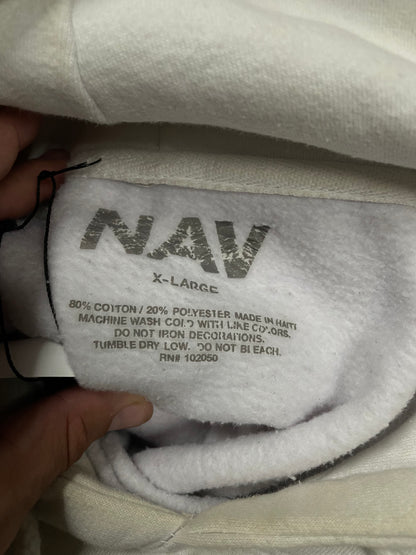 NAV
X-LARGE
80% COTTON / 20% POLYESTER MADE IN HAITI
MACHINE WASH COLD WITH LIKE COLORS.
DO NOT IRON DECORATIONS.
TUMBLE DRY LOW. DO NOT BLEACH.
RN# 102050